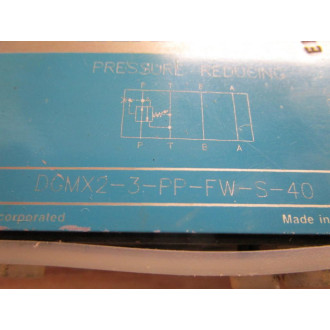 PRESSURE REDUCING
P T B A
P T B A
DGMX2-3-PP-FW-S-40
corporated Made in